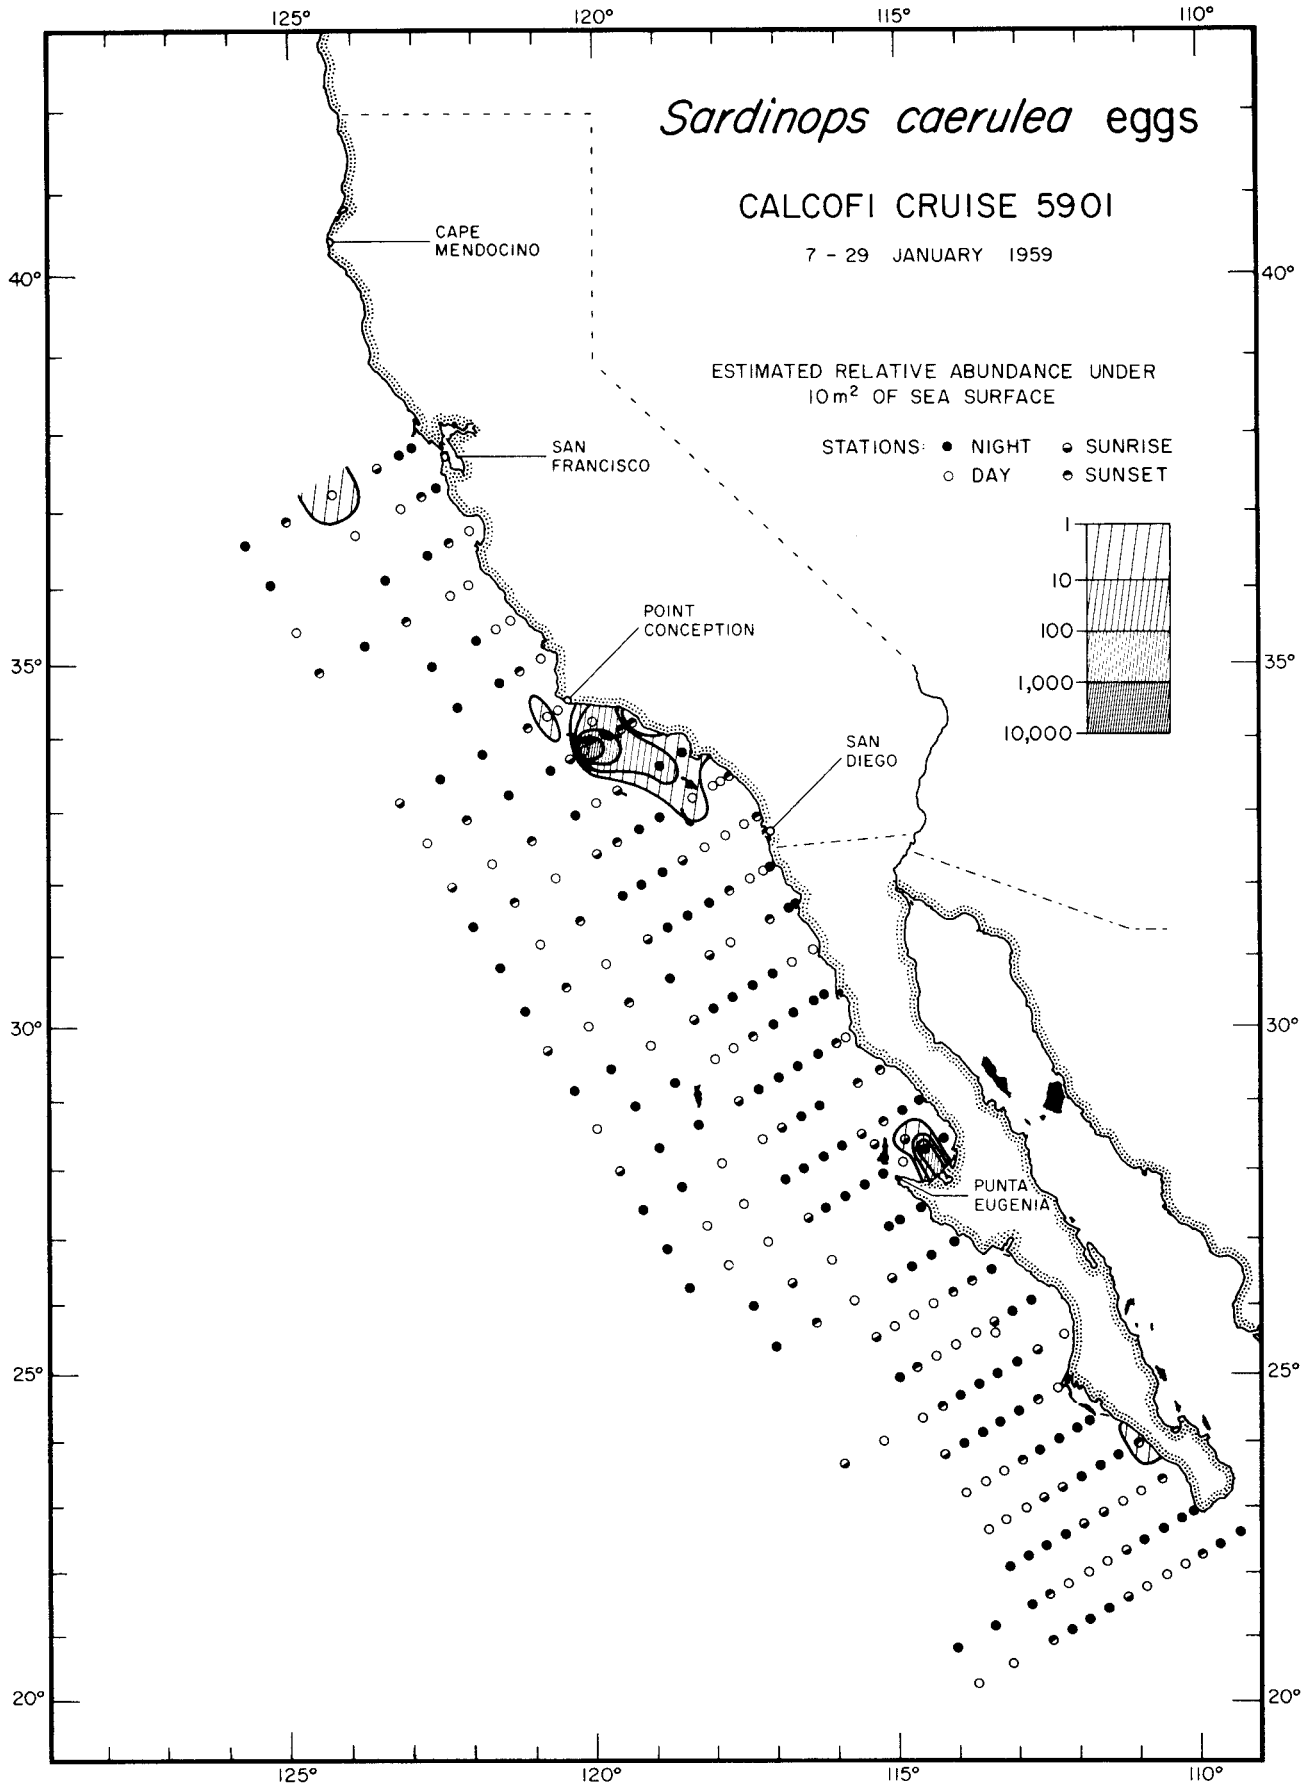 125° 120° 115° 110°
Sardinops caerulea eggs
CALCOFI CRUISE 5901
7 - 29 JANUARY 1959
CAPE
MENDOCINO
40° 40°
ESTIMATED RELATIVE ABUNDANCE UNDER
10m² OF SEA SURFACE
STATIONS: NIGHT SUNRISE
DAY SUNSET
SAN
FRANCISCO
1
10
100
1,000
10,000
POINT
CONCEPTION
35° 35°
SAN
DIEGO
30° 30°
PUNTA
EUGENIA
25° 25°
20° 20°
125° 120° 115° 110°